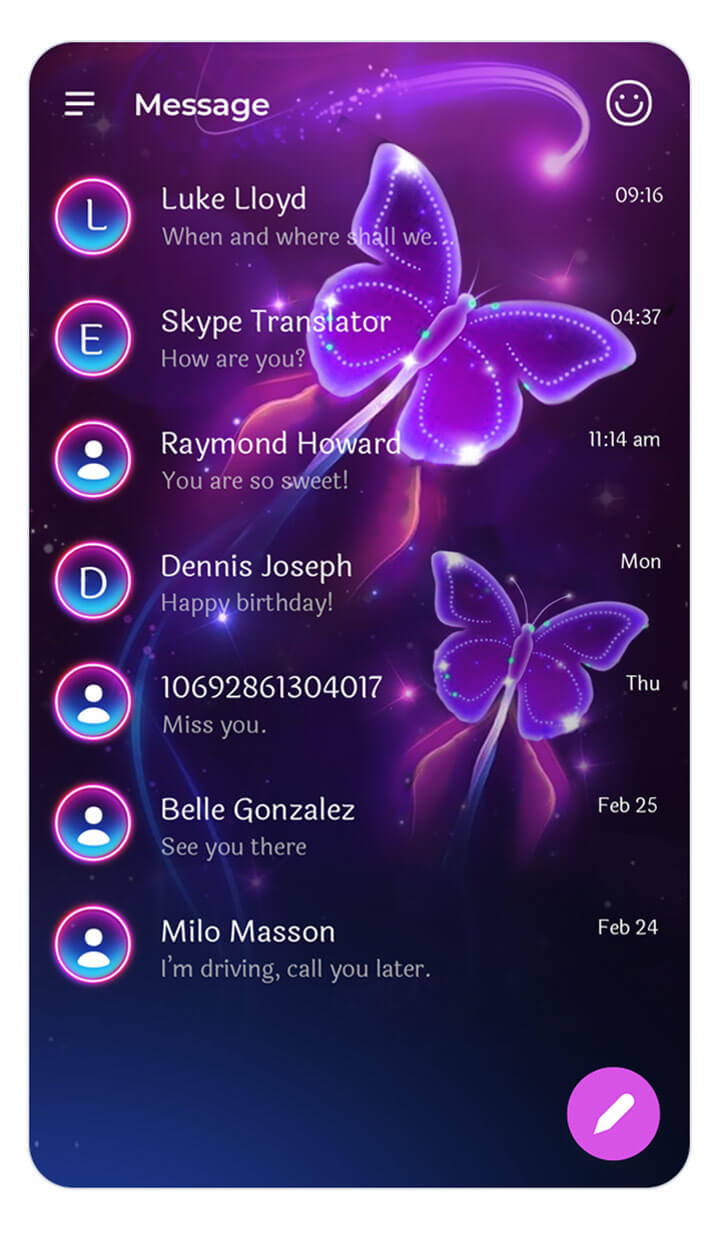 Message
L
Luke Lloyd
09:16
When and where shall we...
E
Skype Translator
04:37
How are you?
Raymond Howard
11:14 am
You are so sweet!
D
Dennis Joseph
Mon
Happy birthday!
10692861304017
Thu
Miss you.
Belle Gonzalez
Feb 25
See you there
Milo Masson
Feb 24
I'm driving, call you later.